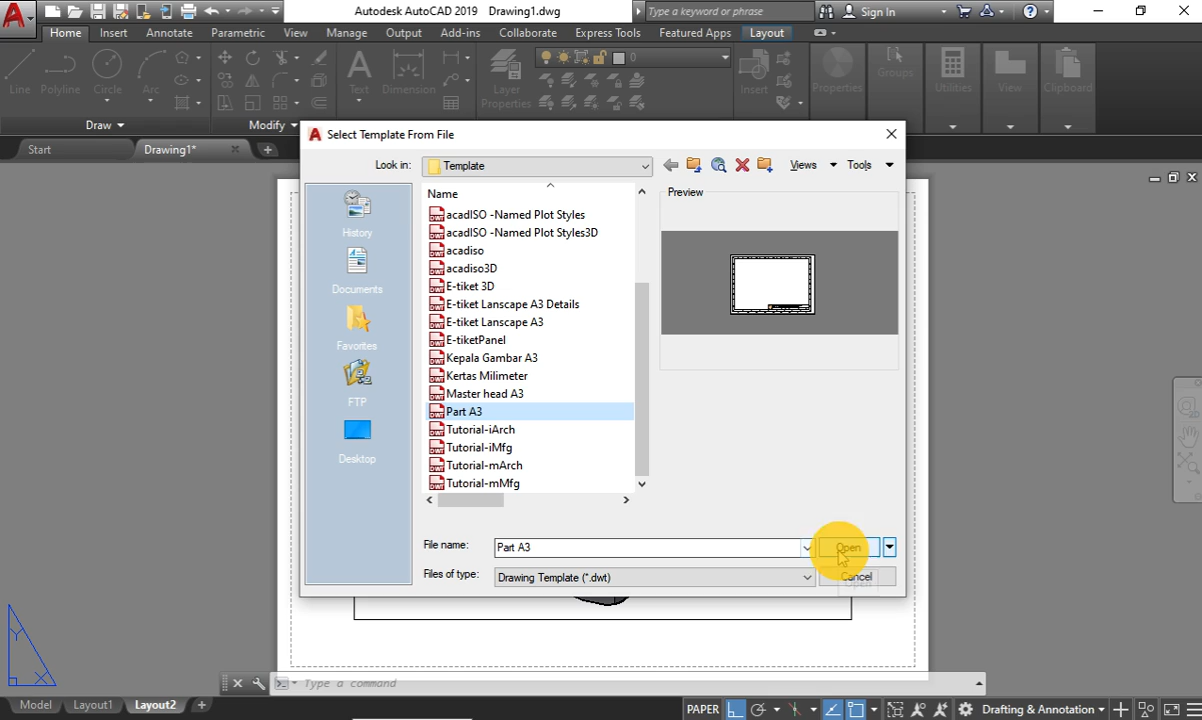 Autodesk AutoCAD 2019 Drawing1.dwg
Type a keyword or phrase
Sign In
Home Insert Annotate Parametric View Manage Output Add-ins Collaborate Express Tools Featured Apps Layout
Line Polyline Circle Arc Text Dimension Layer Properties 0 Insert Properties Groups Utilities View Clipboard
Draw Modify
Start Drawing1*
Select Template From File
Look in: Template Views Tools
History
Documents
Favorites
FTP
Desktop
Name
acadISO -Named Plot Styles
acadISO -Named Plot Styles3D
acadiso
acadiso3D
E-tiket 3D
E-tiket Lanscape A3 Details
E-tiket Lanscape A3
E-tiketPanel
Kepala Gambar A3
Kertas Milimeter
Master head A3
Part A3
Tutorial-iArch
Tutorial-iMfg
Tutorial-mArch
Tutorial-mMfg
Preview
File name: Part A3 Open
Files of type: Drawing Template (*.dwt) Cancel
Open
Y
X
Type a command
Model Layout1 Layout2 +
PAPER Drafting & Annotation